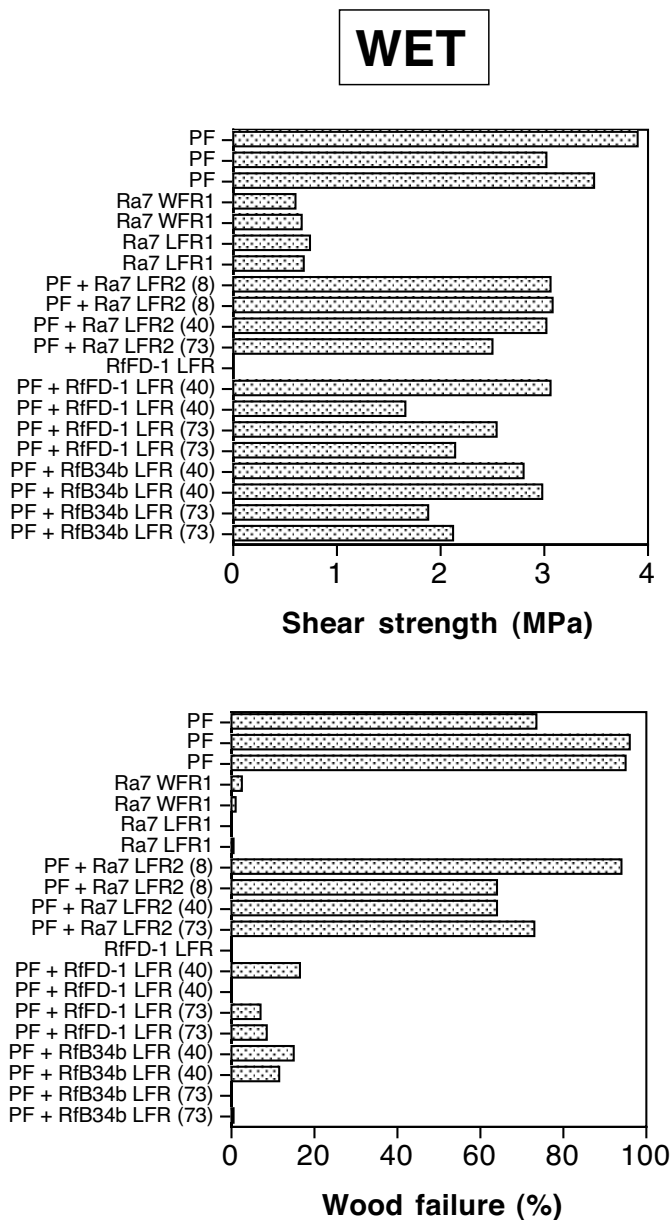 WET
PF
PF
PF
Ra7 WFR1
Ra7 WFR1
Ra7 LFR1
Ra7 LFR1
PF + Ra7 LFR2 (8)
PF + Ra7 LFR2 (8)
PF + Ra7 LFR2 (40)
PF + Ra7 LFR2 (73)
RfFD-1 LFR
PF + RfFD-1 LFR (40)
PF + RfFD-1 LFR (40)
PF + RfFD-1 LFR (73)
PF + RfFD-1 LFR (73)
PF + RfB34b LFR (40)
PF + RfB34b LFR (40)
PF + RfB34b LFR (73)
PF + RfB34b LFR (73)
0 1 2 3 4
Shear strength (MPa)
PF
PF
PF
Ra7 WFR1
Ra7 WFR1
Ra7 LFR1
Ra7 LFR1
PF + Ra7 LFR2 (8)
PF + Ra7 LFR2 (8)
PF + Ra7 LFR2 (40)
PF + Ra7 LFR2 (73)
RfFD-1 LFR
PF + RfFD-1 LFR (40)
PF + RfFD-1 LFR (40)
PF + RfFD-1 LFR (73)
PF + RfFD-1 LFR (73)
PF + RfB34b LFR (40)
PF + RfB34b LFR (40)
PF + RfB34b LFR (73)
PF + RfB34b LFR (73)
0 20 40 60 80 100
Wood failure (%)